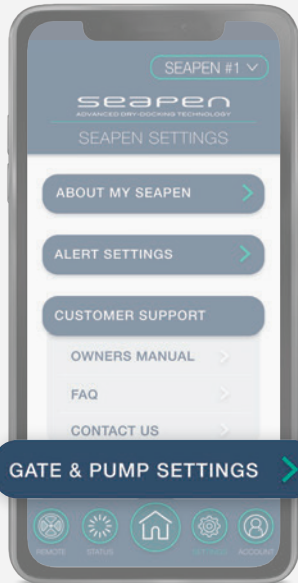 SEAPEN #1
seapen
ADVANCED DRY-DOCKING TECHNOLOGY
SEAPEN SETTINGS
ABOUT MY SEAPEN
ALERT SETTINGS
CUSTOMER SUPPORT
OWNERS MANUAL
FAQ
CONTACT US
GATE & PUMP SETTINGS
REMOTE STATUS SETTINGS ACCOUNT